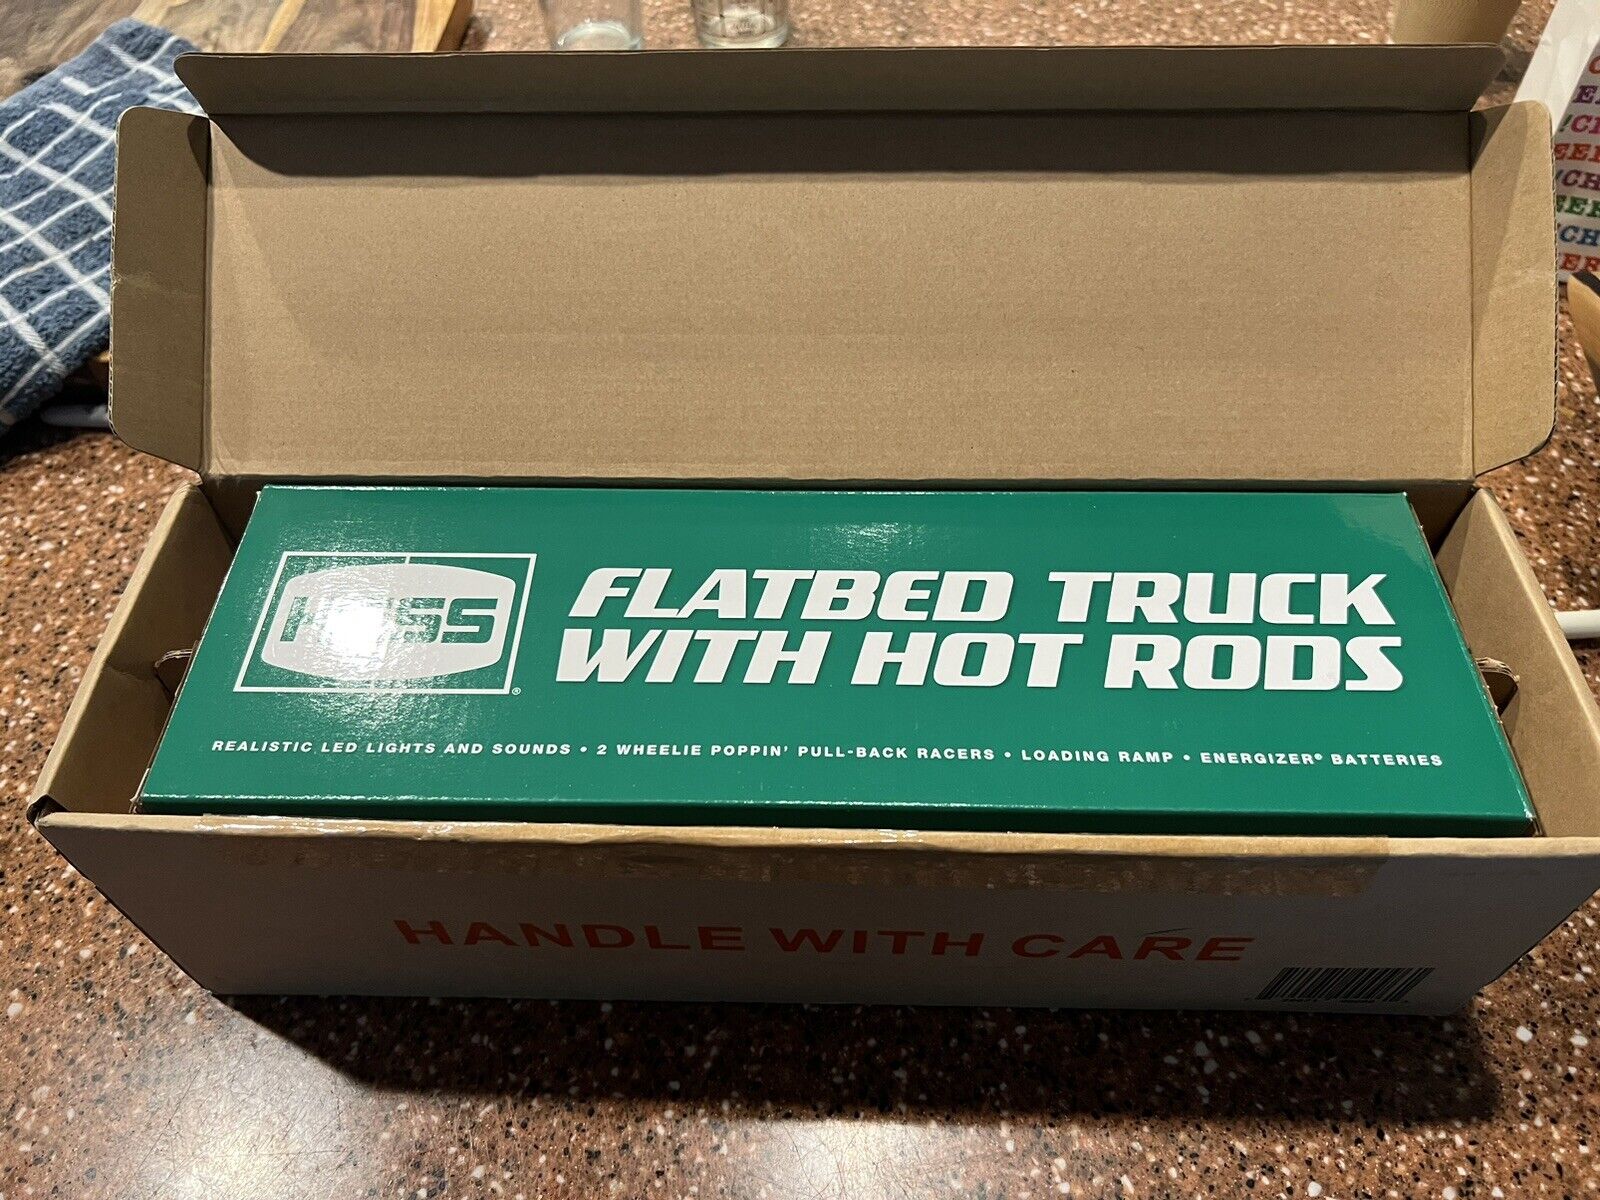 HESS
FLATBED TRUCK
WITH HOT RODS
®
REALISTIC LED LIGHTS AND SOUNDS • 2 WHEELIE POPPIN' PULL-BACK RACERS • LOADING RAMP • ENERGIZER® BATTERIES
HANDLE WITH CARE